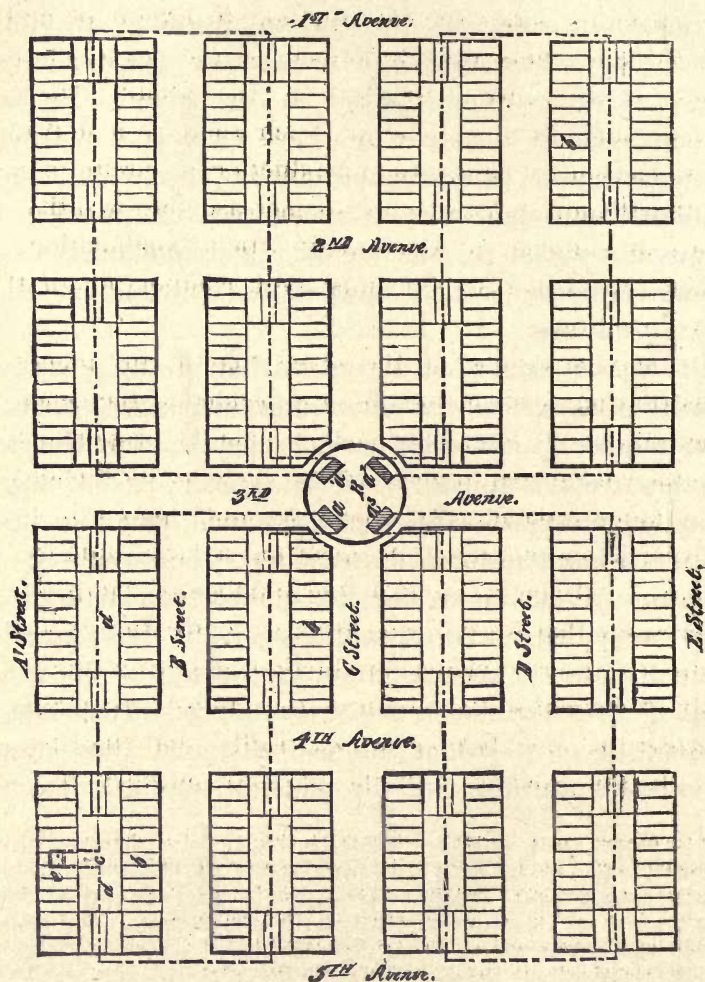 1ST Avenue.
b
2ND Avenue.
3RD Avenue.
B
a
A' Street.
B Street.
C Street.
D Street.
E Street.
d
b
4TH Avenue.
e c b
d
5TH Avenue.